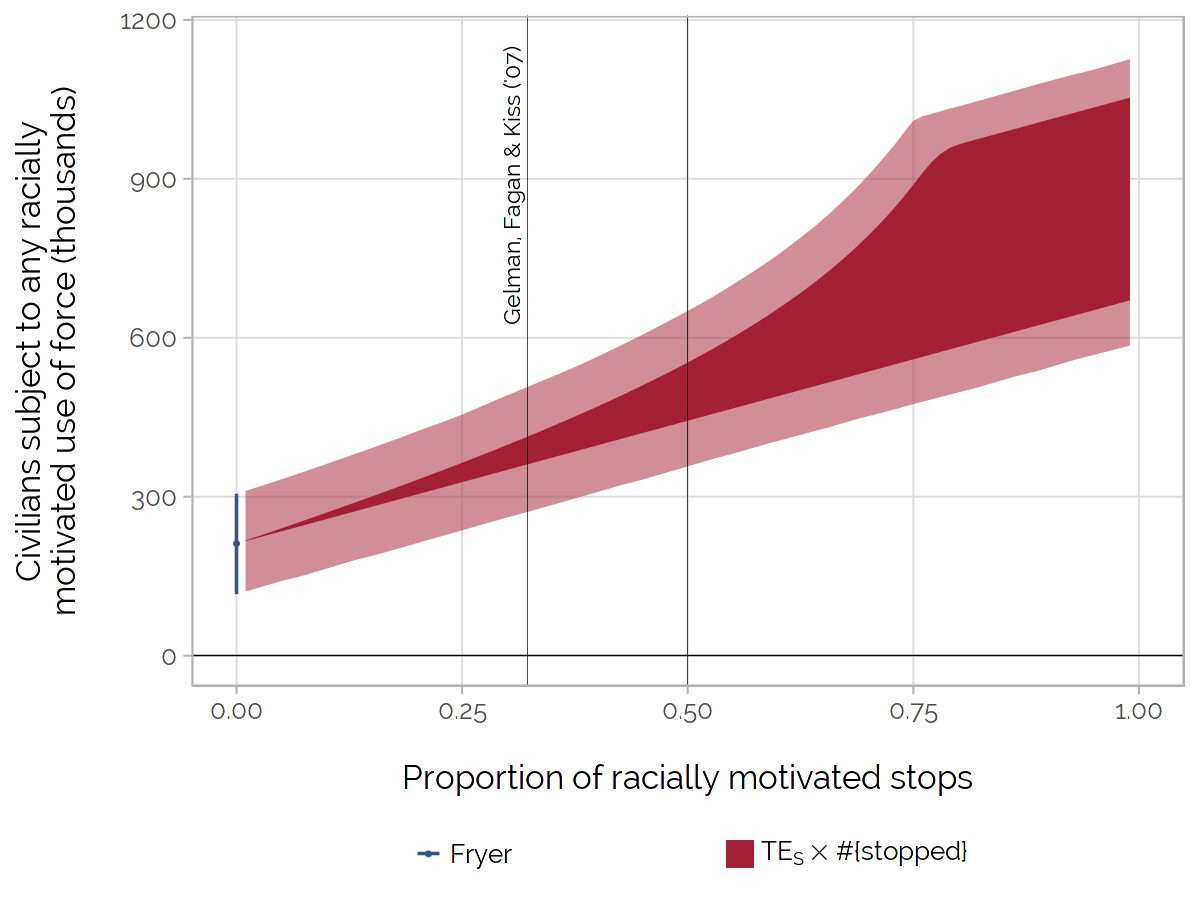 Civilians subject to any racially
motivated use of force (thousands)
1200
900
600
300
0
Gelman, Fagan & Kiss ('07)
0.00
0.25
0.50
0.75
1.00
Proportion of racially motivated stops
Fryer
TES × #{stopped}